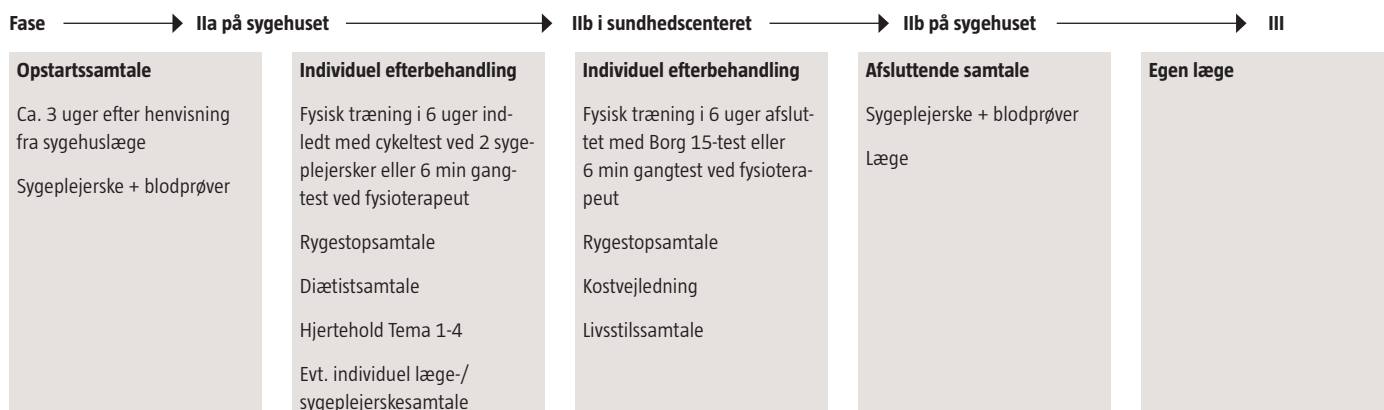 Fase IIa på sygehuset IIb i sundhedscenteret IIb på sygehuset III
Opstartssamtale
Ca. 3 uger efter henvisning
fra sygehuslæge
Sygeplejerske + blodprøver
Individuel efterbehandling
Fysisk træning i 6 uger ind-
ledt med cykeltest ved 2 syge-
plejersker eller 6 min gang-
test ved fysioterapeut
Rygestopsamtale
Diætistsamtale
Hjertehold Tema 1-4
Evt. individuel læge-/
sygeplejerskesamtale
Individuel efterbehandling
Fysisk træning i 6 uger afslut-
tet med Borg 15-test eller
6 min gangtest ved fysiotera-
peut
Rygestopsamtale
Kostvejledning
Livsstilssamtale
Afsluttende samtale
Sygeplejerske + blodprøver
Læge
Egen læge